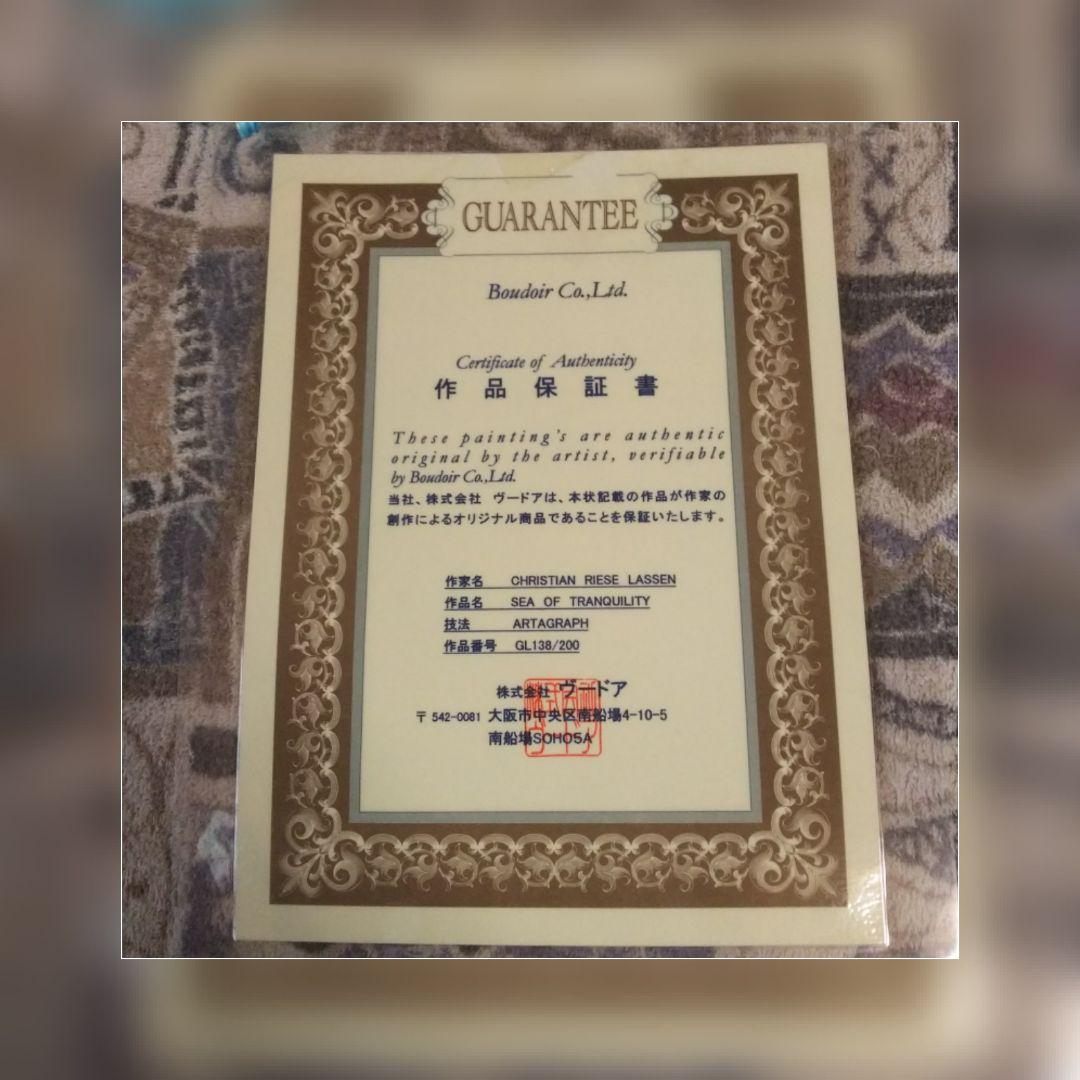 GUARANTEE
Boudoir Co.,Ltd.
Certificate of Authenticity
作品保証書
These painting's are authentic
original by the artist, verifiable
by Boudoir Co.,Ltd.
当社、株式会社 ヴードアは、本状記載の作品が作家の
創作によるオリジナル商品であることを保証いたします。
作家名 CHRISTIAN RIESE LASSEN
作品名 SEA OF TRANQUILITY
技法 ARTAGRAPH
作品番号 GL138/200
株式会社 ヴードア
〒542-0081 大阪市中央区南船場4-10-5
南船場SOHO5A